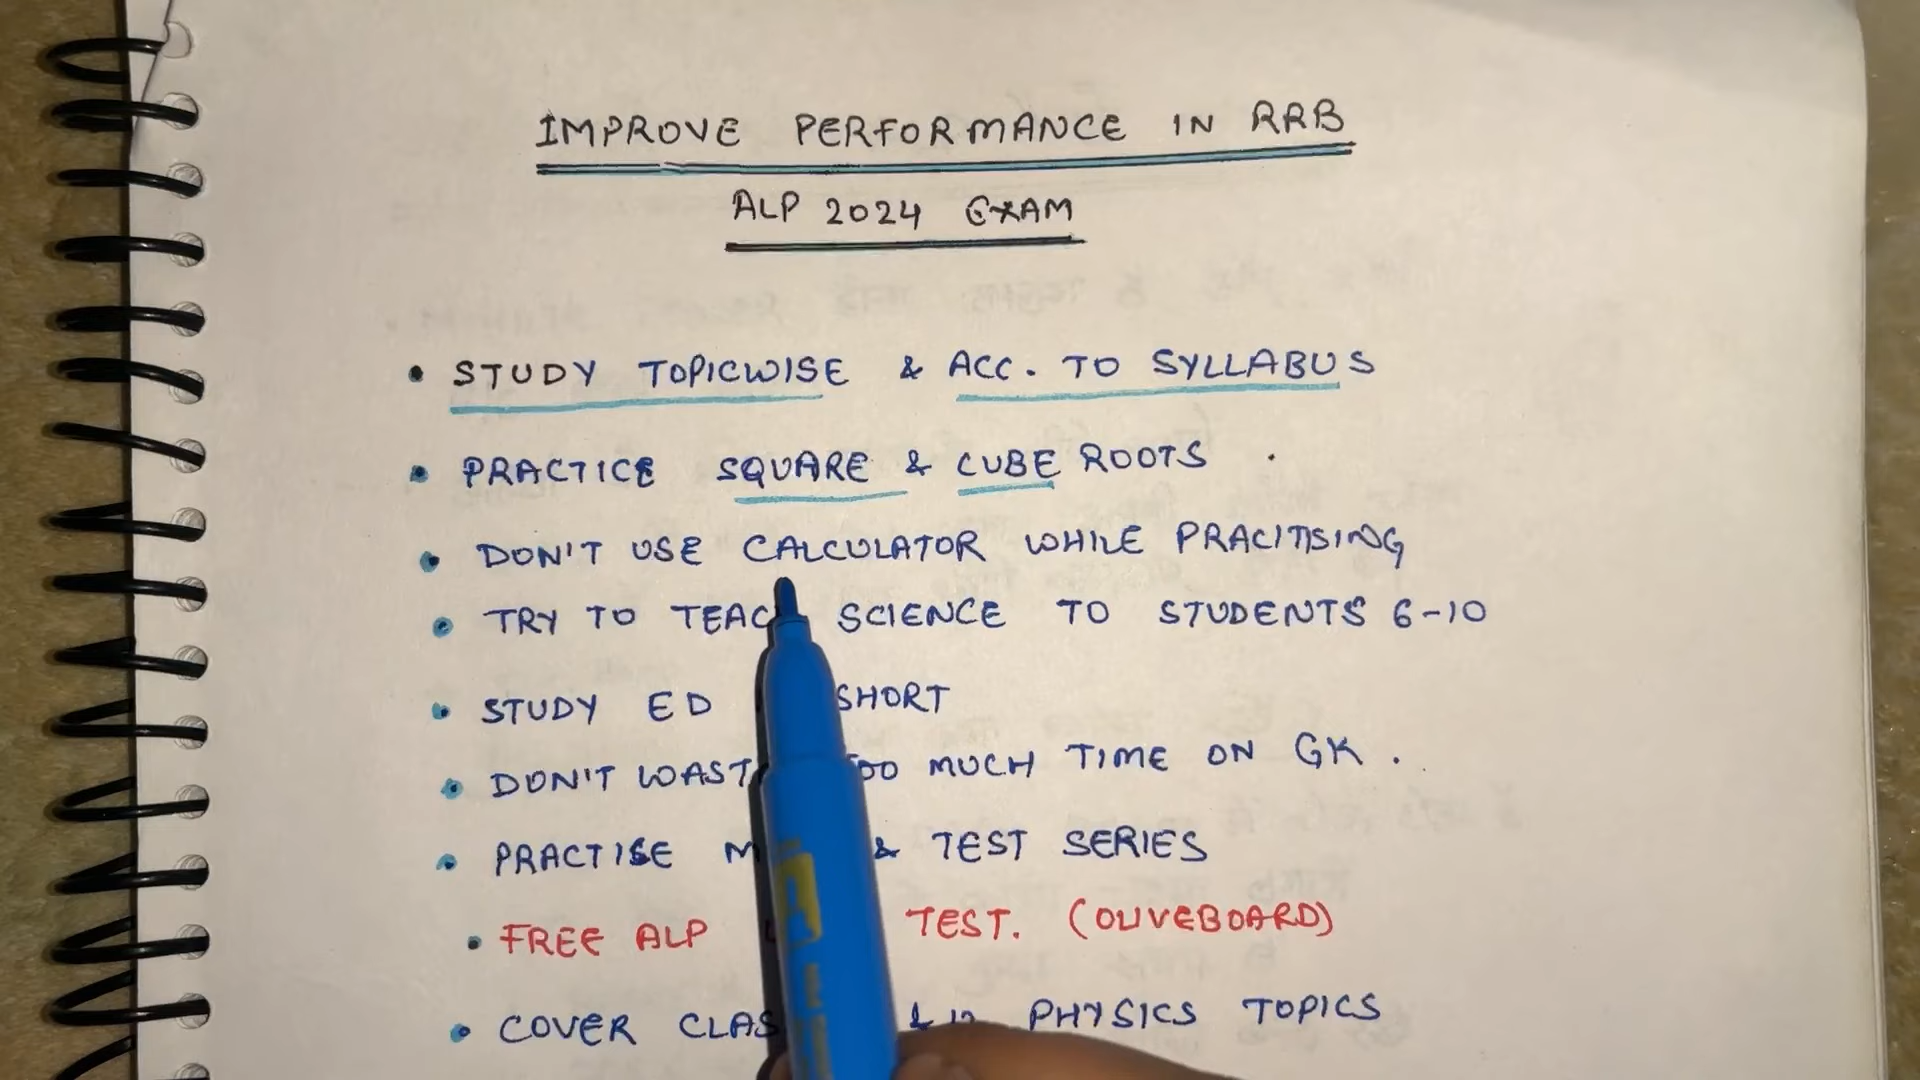 IMPROVE PERFORMANCE IN RRB
ALP 2024 EXAM
• STUDY TOPICWISE & ACC. TO SYLLABUS
• PRACTICE SQUARE & CUBE ROOTS .
• DON'T USE CALCULATOR WHILE PRACITISING
• TRY TO TEAC SCIENCE TO STUDENTS 6-10
• STUDY ED SHORT
• DON'T WAST OO MUCH TIME ON GK .
• PRACTISE M & TEST SERIES
• FREE ALP TEST. (OLIVEBOARD)
• COVER CLAS & PHYSICS TOPICS